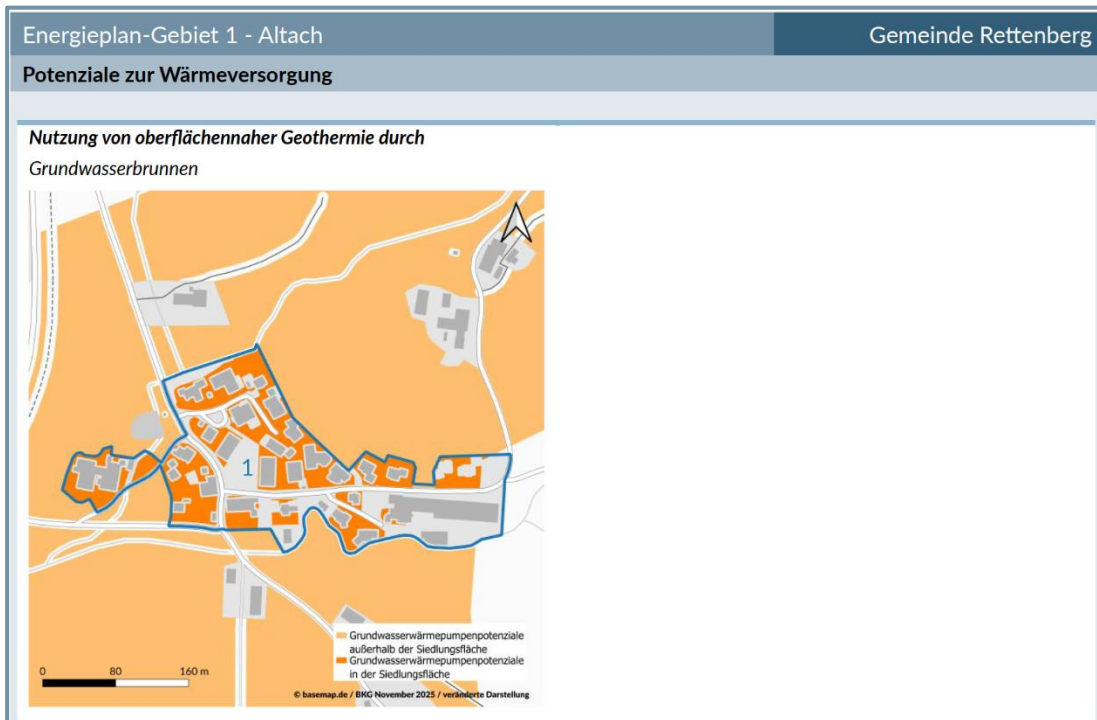 Energieplan-Gebiet 1 - Altach
Gemeinde Rettenberg
Potenziale zur Wärmeversorgung
Nutzung von oberflächennaher Geothermie durch
Grundwasserbrunnen
1
Grundwasserwärmepumpenpotenziale
außerhalb der Siedlungsfläche
Grundwasserwärmepumpenpotenziale
in der Siedlungsfläche
0 80 160 m
© basemap.de / BKG November 2025 / veränderte Darstellung